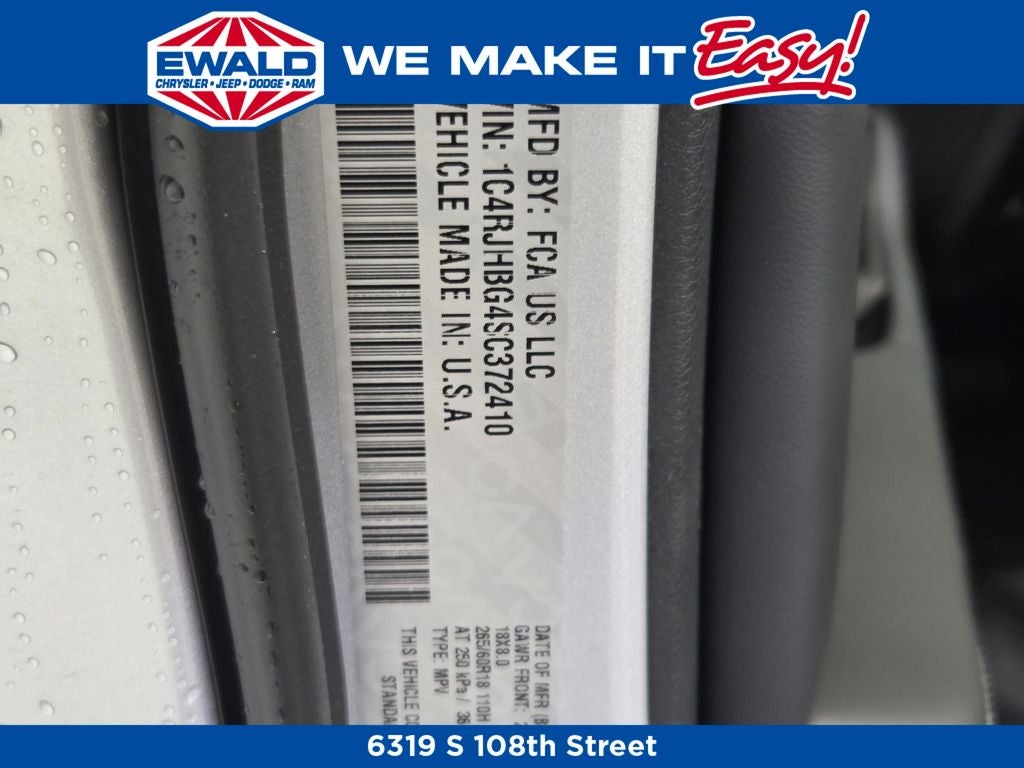 EWALD
CHRYSLER • JEEP • DODGE • RAM
WE MAKE IT Easy!
MFD BY: FCA US LLC
VIN: 1C4RJHBG4SC372410
VEHICLE MADE IN: U.S.A.
DATE OF MFR
GAWR FRONT:
18X8.0
265/60R18 110H
AT 250 kPa / 36
TYPE: MPV
THIS VEHICLE
6319 S 108th Street